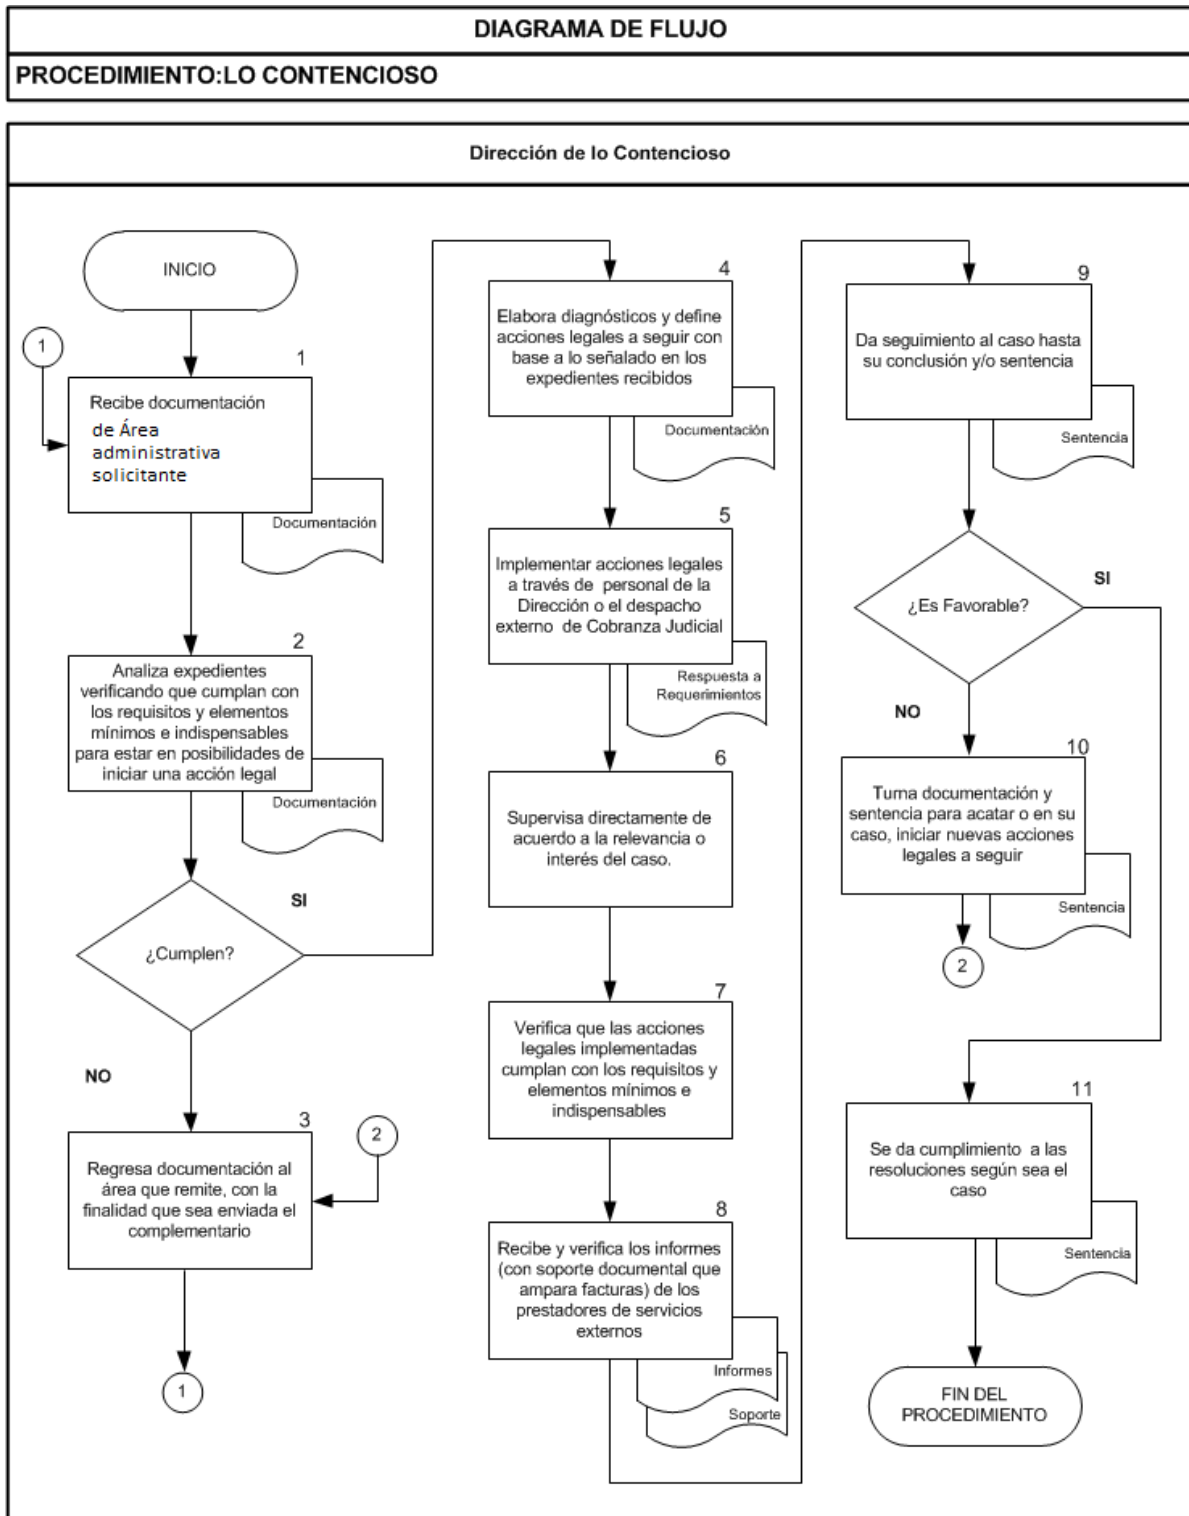 DIAGRAMA DE FLUJO
PROCEDIMIENTO:LO CONTENCIOSO
Dirección de lo Contencioso
INICIO
1
1
Recibe documentación
de Área
administrativa
solicitante
Documentación
2
Analiza expedientes
verificando que cumplan con
los requisitos y elementos
mínimos e indispensables
para estar en posibilidades de
iniciar una acción legal
Documentación
SI
¿Cumplen?
NO
3
2
Regresa documentación al
área que remite, con la
finalidad que sea enviada el
complementario
1
4
Elabora diagnósticos y define
acciones legales a seguir con
base a lo señalado en los
expedientes recibidos
Documentación
5
Implementar acciones legales
a través de personal de la
Dirección o el despacho
externo de Cobranza Judicial
Respuesta a
Requerimientos
6
Supervisa directamente de
acuerdo a la relevancia o
interés del caso.
7
Verifica que las acciones
legales implementadas
cumplan con los requisitos y
elementos mínimos e
indispensables
8
Recibe y verifica los informes
(con soporte documental que
ampara facturas) de los
prestadores de servicios
externos
Informes
Soporte
9
Da seguimiento al caso hasta
su conclusión y/o sentencia
Sentencia
SI
¿Es Favorable?
NO
10
Turna documentación y
sentencia para acatar o en su
caso, iniciar nuevas acciones
legales a seguir
Sentencia
2
11
Se da cumplimiento a las
resoluciones según sea el
caso
Sentencia
FIN DEL
PROCEDIMIENTO